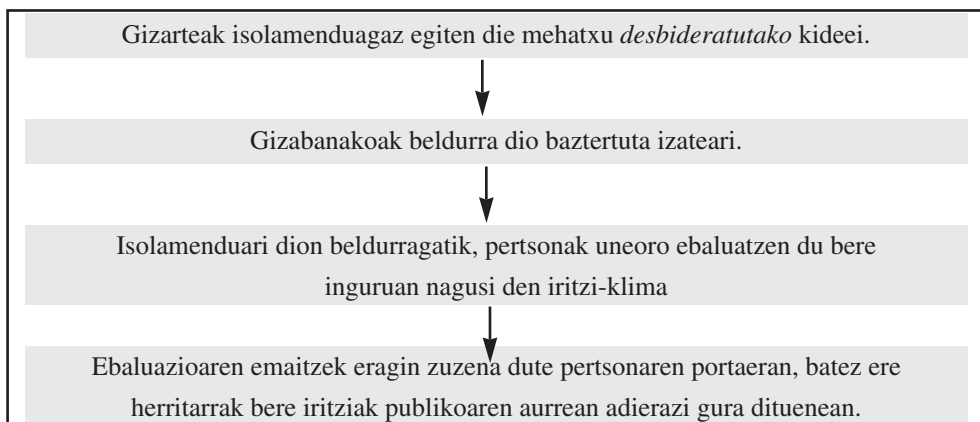 Gizarteak isolamenduagaz egiten die mehatxu desbideratutako kideei.
Gizabanakoak beldurra dio baztertuta izateari.
Isolamenduari dion beldurragatik, pertsonak uneoro ebaluatzen du bere
inguruan nagusi den iritzi-klima
Ebaluazioaren emaitzek eragin zuzena dute pertsonaren portaeran, batez ere
herritarrak bere iritziak publikoaren aurrean adierazi gura dituenean.